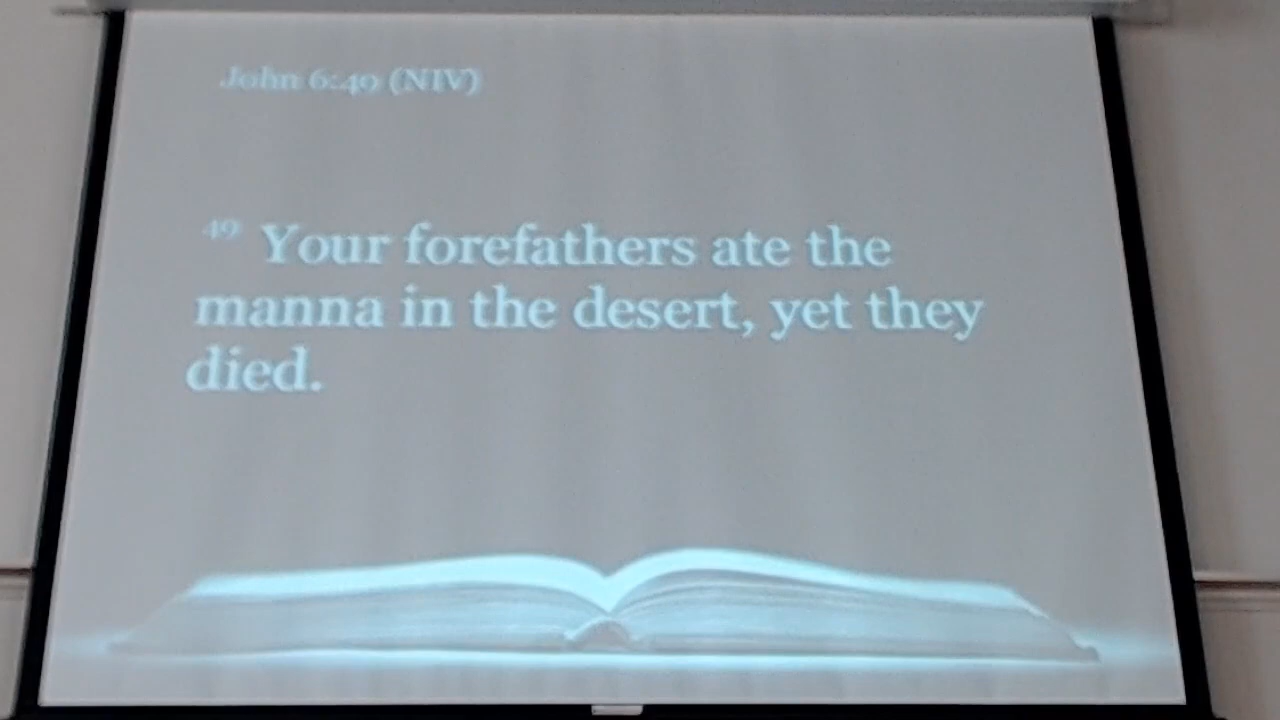 John 6:49 (NIV)
49 Your forefathers ate the
manna in the desert, yet they
died.